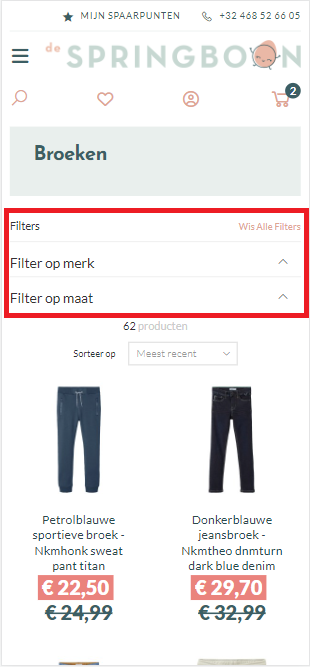 MIJN SPAARPUNTEN +32 468 52 66 05
de
SPRINGBOON
2
Broeken
Filters Wis Alle Filters
Filter op merk
Filter op maat
62 producten
Sorteer op Meest recent
Petrolblauwe
sportieve broek -
Nkmhonk sweat
pant titan
€ 22,50
€ 24,99
Donkerblauwe
jeansbroek -
Nkmtheo dnmturn
dark blue denim
€ 29,70
€ 32,99